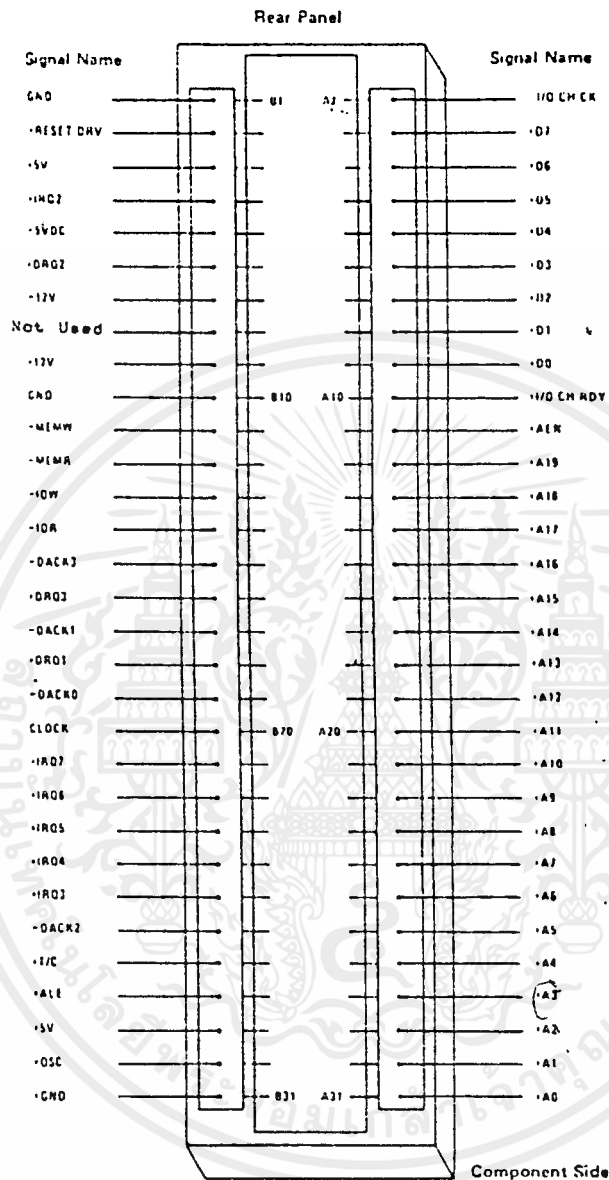 Rear Panel
Signal Name
GND
+RESET DRV
+5V
+IRQ2
-5VDC
+DRQ2
-12V
Not Used
+12V
GND
-MEMW
-MEMR
-IOW
-IOR
-DACK3
+DRQ3
-DACK1
+DRQ1
-DACK0
CLOCK
+IRQ7
+IRQ6
+IRQ5
+IRQ4
+IRQ3
-DACK2
+T/C
+ALE
+5V
+OSC
+GND
B1 A1
B10 A10
B20 A20
B31 A31
Signal Name
I/O CH CK
+D7
+D6
+D5
+D4
+D3
+D2
+D1
+D0
+I/O CH RDY
+AEN
+A19
+A18
+A17
+A16
+A15
+A14
+A13
+A12
+A11
+A10
+A9
+A8
+A7
+A6
+A5
+A4
+A3
+A2
+A1
+A0
Component Side